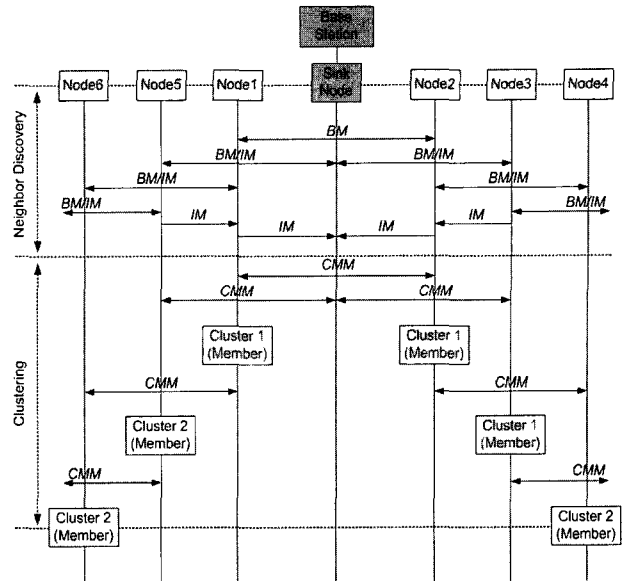 Base
Station
Node6
Node5
Node1
Sink
Node
Node2
Node3
Node4
Neighbor Discovery
BM
BM/IM
BM/IM
BM/IM
BM/IM
BM/IM
BM/IM
IM
IM
IM
IM
Clustering
CMM
CMM
CMM
Cluster 1
(Member)
Cluster 1
(Member)
CMM
CMM
Cluster 2
(Member)
Cluster 1
(Member)
CMM
CMM
Cluster 2
(Member)
Cluster 2
(Member)